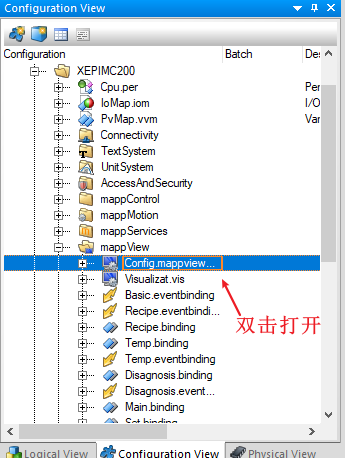 Configuration View
Configuration Batch Des
XEPIMC200
Cpu.per Per
IoMap.iom I/O
PvMap.vvm Var
Connectivity
TextSystem
UnitSystem
AccessAndSecurity
mappControl
mappMotion
mappServices
mappView
Config.mappview...
Visualizat.vis
Basic.eventbinding
Recipe.eventbindi...
双击打开
Recipe.binding
Temp.binding
Temp.eventbinding
Disagnosis.binding
Disagnosis.event...
Main.binding
Set.binding
Logical View Configuration View Physical View